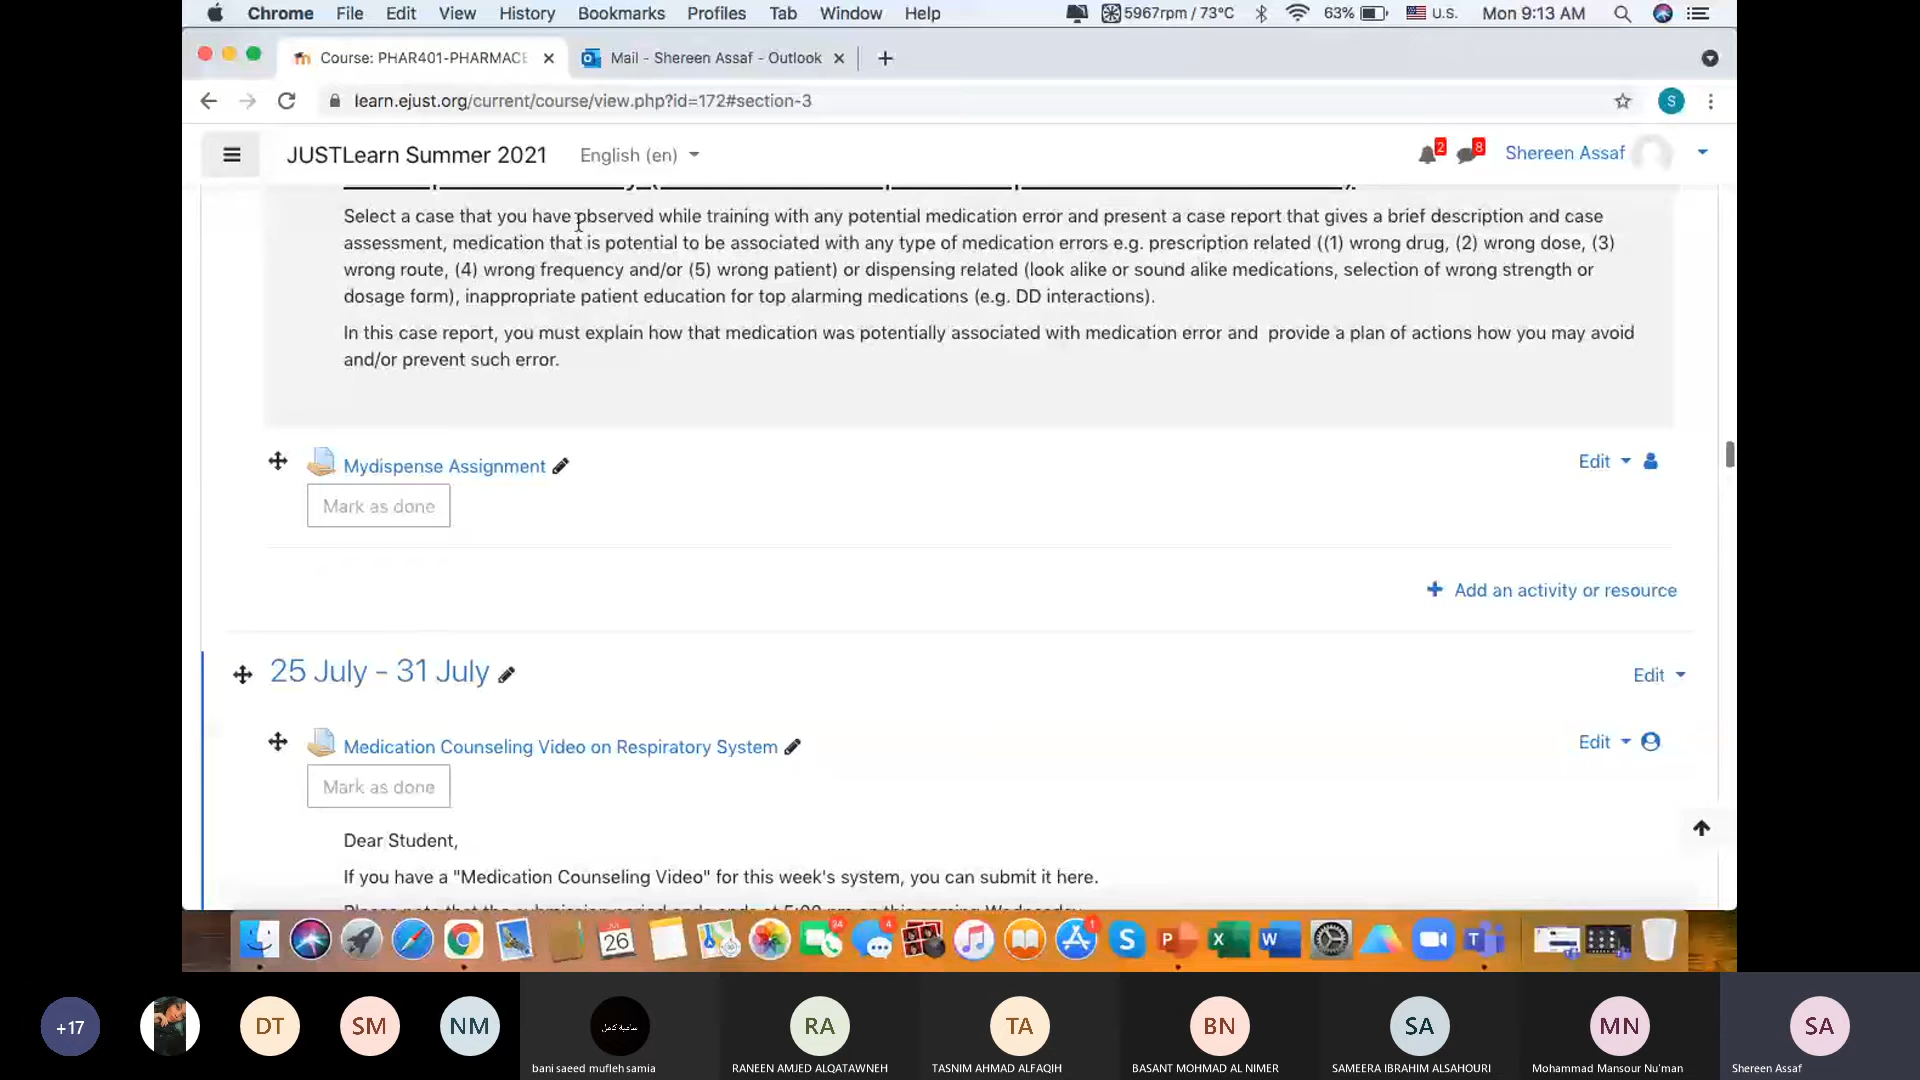 Chrome File Edit View History Bookmarks Profiles Tab Window Help 5967rpm / 73°C 63% U.S. Mon 9:13 AM
Course: PHAR401-PHARMACE Mail - Shereen Assaf - Outlook
learn.ejust.org/current/course/view.php?id=172#section-3 S
JUSTLearn Summer 2021 English (en) 2 8 Shereen Assaf
Select a case that you have observed while training with any potential medication error and present a case report that gives a brief description and case
assessment, medication that is potential to be associated with any type of medication errors e.g. prescription related ((1) wrong drug, (2) wrong dose, (3)
wrong route, (4) wrong frequency and/or (5) wrong patient) or dispensing related (look alike or sound alike medications, selection of wrong strength or
dosage form), inappropriate patient education for top alarming medications (e.g. DD interactions).
In this case report, you must explain how that medication was potentially associated with medication error and provide a plan of actions how you may avoid
and/or prevent such error.
Mydispense Assignment Edit
Mark as done
Add an activity or resource
25 July - 31 July Edit
Medication Counseling Video on Respiratory System Edit
Mark as done
Dear Student,
If you have a "Medication Counseling Video" for this week's system, you can submit it here.
JUL 26 24 4 1 S P X W T
+17 DT SM NM RA TA BN SA MN SA
bani saeed mufleh samia RANEEN AMJED ALQATAWNEH TASNIM AHMAD ALFAQIH BASANT MOHMAD AL NIMER SAMEERA IBRAHIM ALSAHOURI Mohammad Mansour Nu'man Shereen Assaf